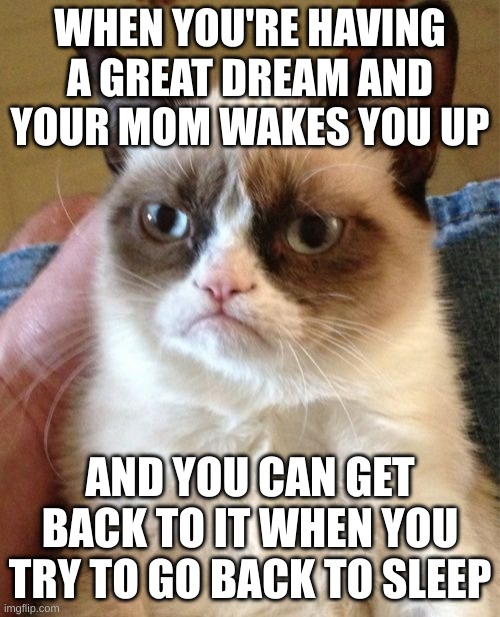 WHEN YOU'RE HAVING
A GREAT DREAM AND
YOUR MOM WAKES YOU UP
AND YOU CAN GET
BACK TO IT WHEN YOU
TRY TO GO BACK TO SLEEP
imgflip.com